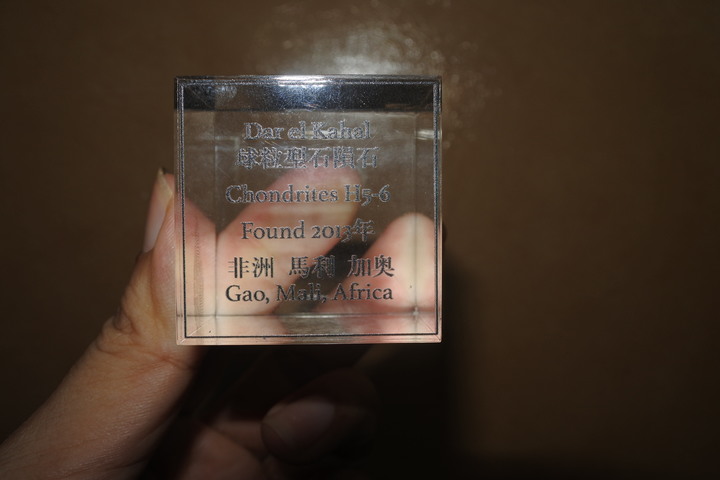 Dar el Kahal
球粒型石隕石
Chondrites H5-6
Found 2013年
非洲 馬利 加奧
Gao, Mali, Africa